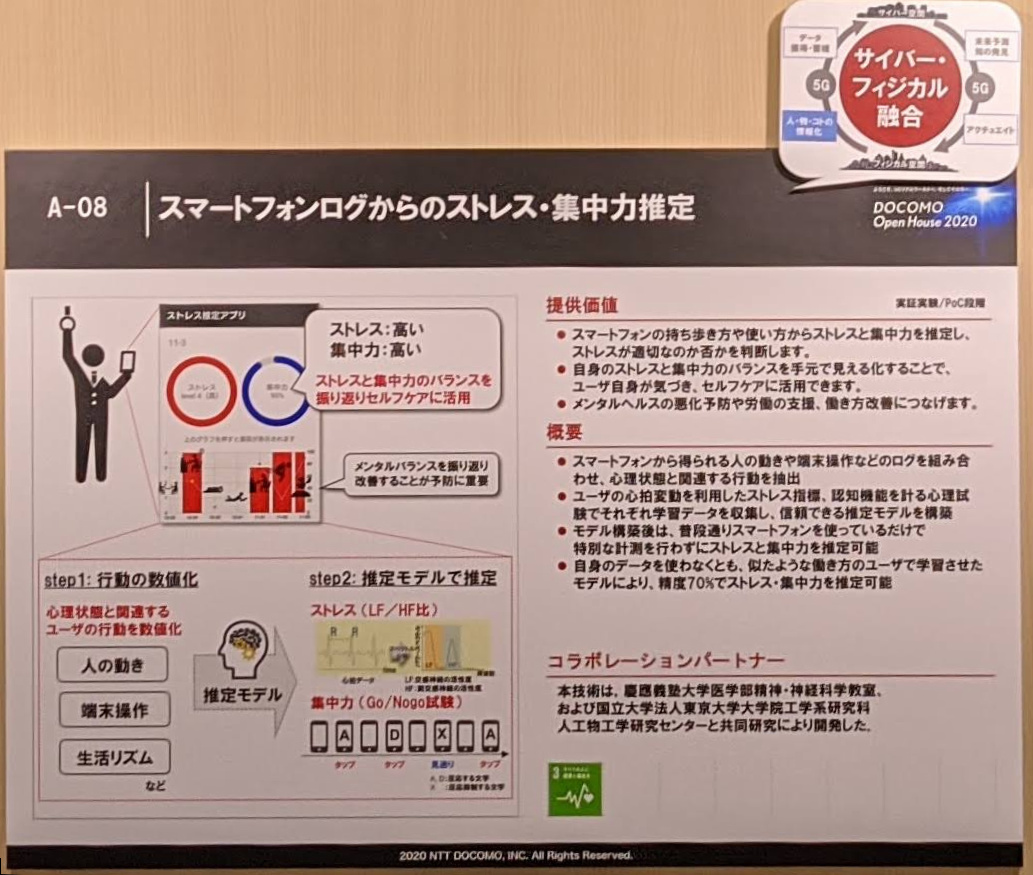 サイバー空間
データ
獲得・蓄積
未来予測
知の発見
サイバー・
フィジカル
融合
5G
5G
人・物・コトの
情報化
アクチュエイト
フィジカル空間
A-08
スマートフォンログからのストレス・集中力推定
DOCOMO
Open House 2020
ストレス推定アプリ
11-3
ストレス
level 4（高）
集中力
90%
上のグラフを押すと履歴が表示されます
ストレス：高い
集中力：高い
ストレスと集中力のバランスを
振り返りセルフケアに活用
メンタルバランスを振り返り
改善することが予防に重要
step1: 行動の数値化
心理状態と関連する
ユーザの行動を数値化
人の動き
端末操作
生活リズム
など
推定モデル
step2: 推定モデルで推定
ストレス（LF／HF比）
R R
time
心拍データ
LF HF
周波数
LF:交感神経の活性度
HF:副交感神経の活性度
集中力（Go/Nogo試験）
A D X A
タップ タップ 見送り タップ
A, D:反応する文字
X :反応抑制する文字
提供価値
実証実験/PoC段階
● スマートフォンの持ち歩き方や使い方からストレスと集中力を推定し、
ストレスが適切なのか否かを判断します。
● 自身のストレスと集中力のバランスを手元で見える化することで、
ユーザ自身が気づき、セルフケアに活用できます。
● メンタルヘルスの悪化予防や労働の支援、働き方改善につなげます。
概要
● スマートフォンから得られる人の動きや端末操作などのログを組み合
わせ、心理状態と関連する行動を抽出
● ユーザの心拍変動を利用したストレス指標、認知機能を計る心理試
験でそれぞれ学習データを収集し、信頼できる推定モデルを構築
● モデル構築後は、普段通りスマートフォンを使っているだけで
特別な計測を行わずにストレスと集中力を推定可能
● 自身のデータを使わなくとも、似たような働き方のユーザで学習させた
モデルにより、精度70%でストレス・集中力を推定可能
コラボレーションパートナー
本技術は、慶應義塾大学医学部精神・神経科学教室、
および国立大学法人東京大学大学院工学系研究科
人工物工学研究センターと共同研究により開発した。
3 すべての人に
健康と福祉を
2020 NTT DOCOMO, INC. All Rights Reserved.